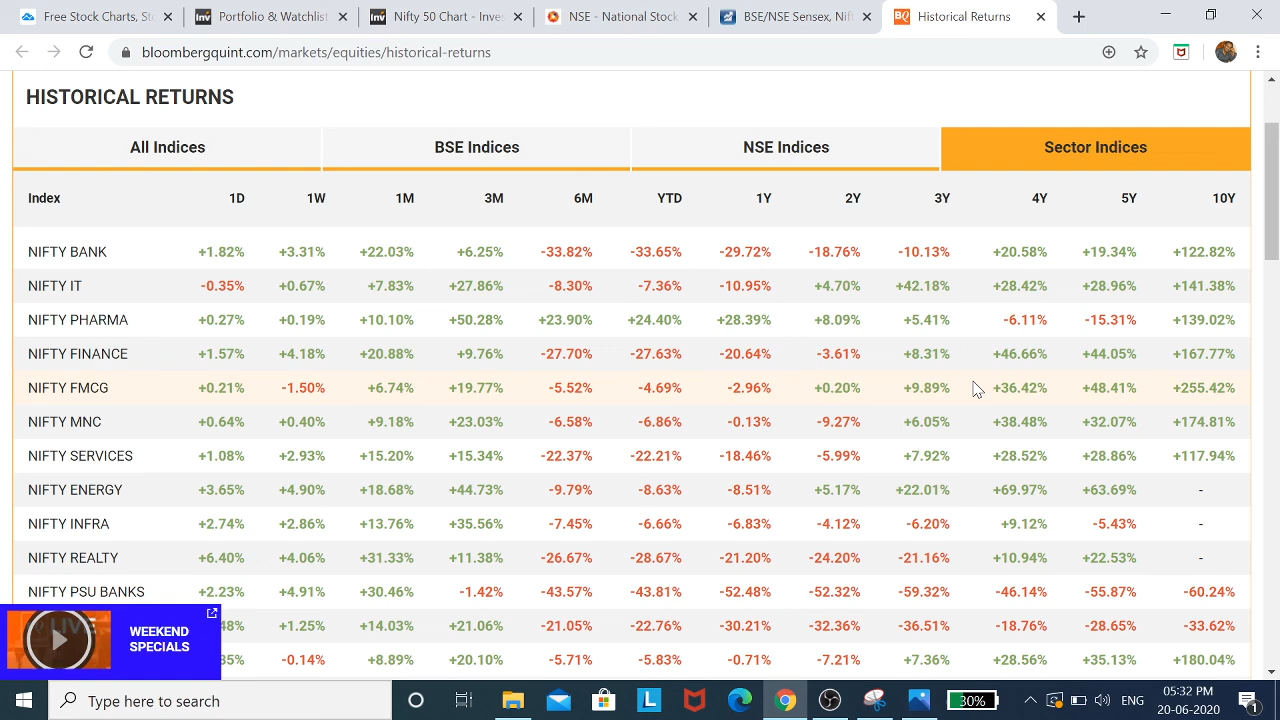 Free Stock Charts, St
Portfolio & Watchlist
Nifty 50 Chart - Inves
NSE - National Stock
BSE/NSE Sensex, Nift
Historical Returns
bloombergquint.com/markets/equities/historical-returns
HISTORICAL RETURNS
All Indices BSE Indices NSE Indices Sector Indices
Index 1D 1W 1M 3M 6M YTD 1Y 2Y 3Y 4Y 5Y 10Y
NIFTY BANK +1.82% +3.31% +22.03% +6.25% -33.82% -33.65% -29.72% -18.76% -10.13% +20.58% +19.34% +122.82%
NIFTY IT -0.35% +0.67% +7.83% +27.86% -8.30% -7.36% -10.95% +4.70% +42.18% +28.42% +28.96% +141.38%
NIFTY PHARMA +0.27% +0.19% +10.10% +50.28% +23.90% +24.40% +28.39% +8.09% +5.41% -6.11% -15.31% +139.02%
NIFTY FINANCE +1.57% +4.18% +20.88% +9.76% -27.70% -27.63% -20.64% -3.61% +8.31% +46.66% +44.05% +167.77%
NIFTY FMCG +0.21% -1.50% +6.74% +19.77% -5.52% -4.69% -2.96% +0.20% +9.89% +36.42% +48.41% +255.42%
NIFTY MNC +0.64% +0.40% +9.18% +23.03% -6.58% -6.86% -0.13% -9.27% +6.05% +38.48% +32.07% +174.81%
NIFTY SERVICES +1.08% +2.93% +15.20% +15.34% -22.37% -22.21% -18.46% -5.99% +7.92% +28.52% +28.86% +117.94%
NIFTY ENERGY +3.65% +4.90% +18.68% +44.73% -9.79% -8.63% -8.51% +5.17% +22.01% +69.97% +63.69% -
NIFTY INFRA +2.74% +2.86% +13.76% +35.56% -7.45% -6.66% -6.83% -4.12% -6.20% +9.12% -5.43% -
NIFTY REALTY +6.40% +4.06% +31.33% +11.38% -26.67% -28.67% -21.20% -24.20% -21.16% +10.94% +22.53% -
NIFTY PSU BANKS +2.23% +4.91% +30.46% -1.42% -43.57% -43.81% -52.48% -52.32% -59.32% -46.14% -55.87% -60.24%
48% +1.25% +14.03% +21.06% -21.05% -22.76% -30.21% -32.36% -36.51% -18.76% -28.65% -33.62%
35% -0.14% +8.89% +20.10% -5.71% -5.83% -0.71% -7.21% +7.36% +28.56% +35.13% +180.04%
LIVE
WEEKEND
SPECIALS
Type here to search
30%
ENG
05:32 PM
20-06-2020